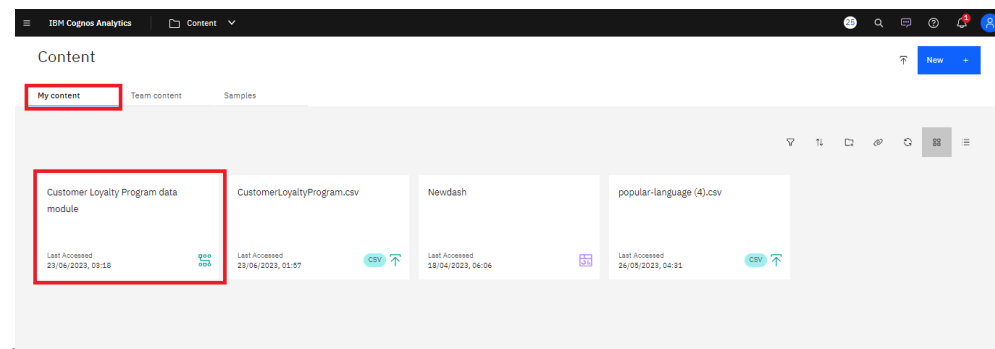 IBM Cognos Analytics
Content
25
1
Content
New +
My content
Team content
Samples
Customer Loyalty Program data
module
Last Accessed
23/06/2023, 03:18
CustomerLoyaltyProgram.csv
Last Accessed
23/06/2023, 01:57
CSV
Newdash
Last Accessed
18/04/2023, 06:06
popular-language (4).csv
Last Accessed
26/05/2023, 04:31
CSV